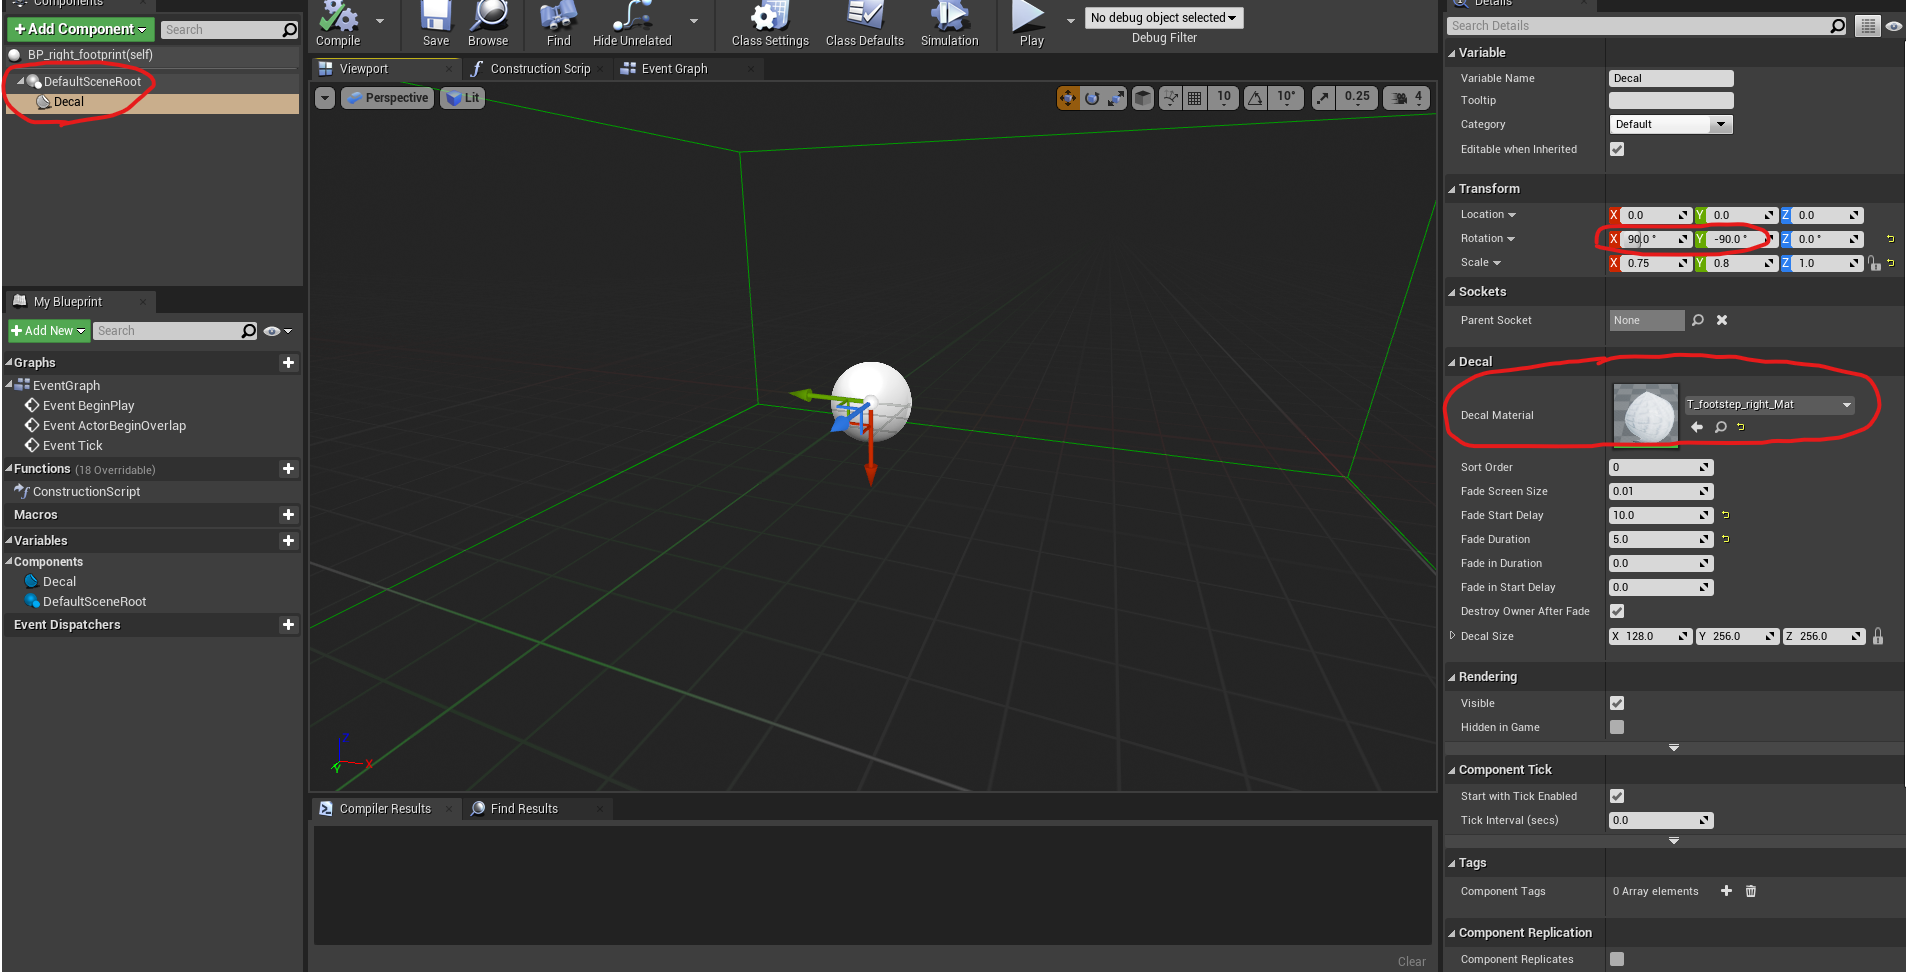 Components
+ Add Component
Search
BP_right_footprint(self)
DefaultSceneRoot
Decal
My Blueprint
+ Add New
Search
Graphs
EventGraph
Event BeginPlay
Event ActorBeginOverlap
Event Tick
Functions (18 Overridable)
ConstructionScript
Macros
Variables
Components
Decal
DefaultSceneRoot
Event Dispatchers
Compile
Save
Browse
Find
Hide Unrelated
Class Settings
Class Defaults
Simulation
Play
No debug object selected
Debug Filter
Viewport
Construction Scrip
Event Graph
Perspective
Lit
10
10°
0.25
4
Z
X
Y
Compiler Results
Find Results
Clear
Details
Search Details
Variable
Variable Name Decal
Tooltip
Category Default
Editable when Inherited
Transform
Location X 0.0 Y 0.0 Z 0.0
Rotation X 90.0 ° Y -90.0 ° Z 0.0 °
Scale X 0.75 Y 0.8 Z 1.0
Sockets
Parent Socket None
Decal
Decal Material T_footstep_right_Mat
Sort Order 0
Fade Screen Size 0.01
Fade Start Delay 10.0
Fade Duration 5.0
Fade in Duration 0.0
Fade in Start Delay 0.0
Destroy Owner After Fade
Decal Size X 128.0 Y 256.0 Z 256.0
Rendering
Visible
Hidden in Game
Component Tick
Start with Tick Enabled
Tick Interval (secs) 0.0
Tags
Component Tags 0 Array elements
Component Replication
Component Replicates